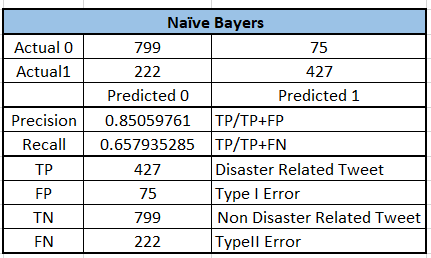 Naïve Bayers
Actual 0 799 75
Actual1 222 427
Predicted 0 Predicted 1
Precision 0.85059761 TP/TP+FP
Recall 0.657935285 TP/TP+FN
TP 427 Disaster Related Tweet
FP 75 Type I Error
TN 799 Non Disaster Related Tweet
FN 222 TypeII Error